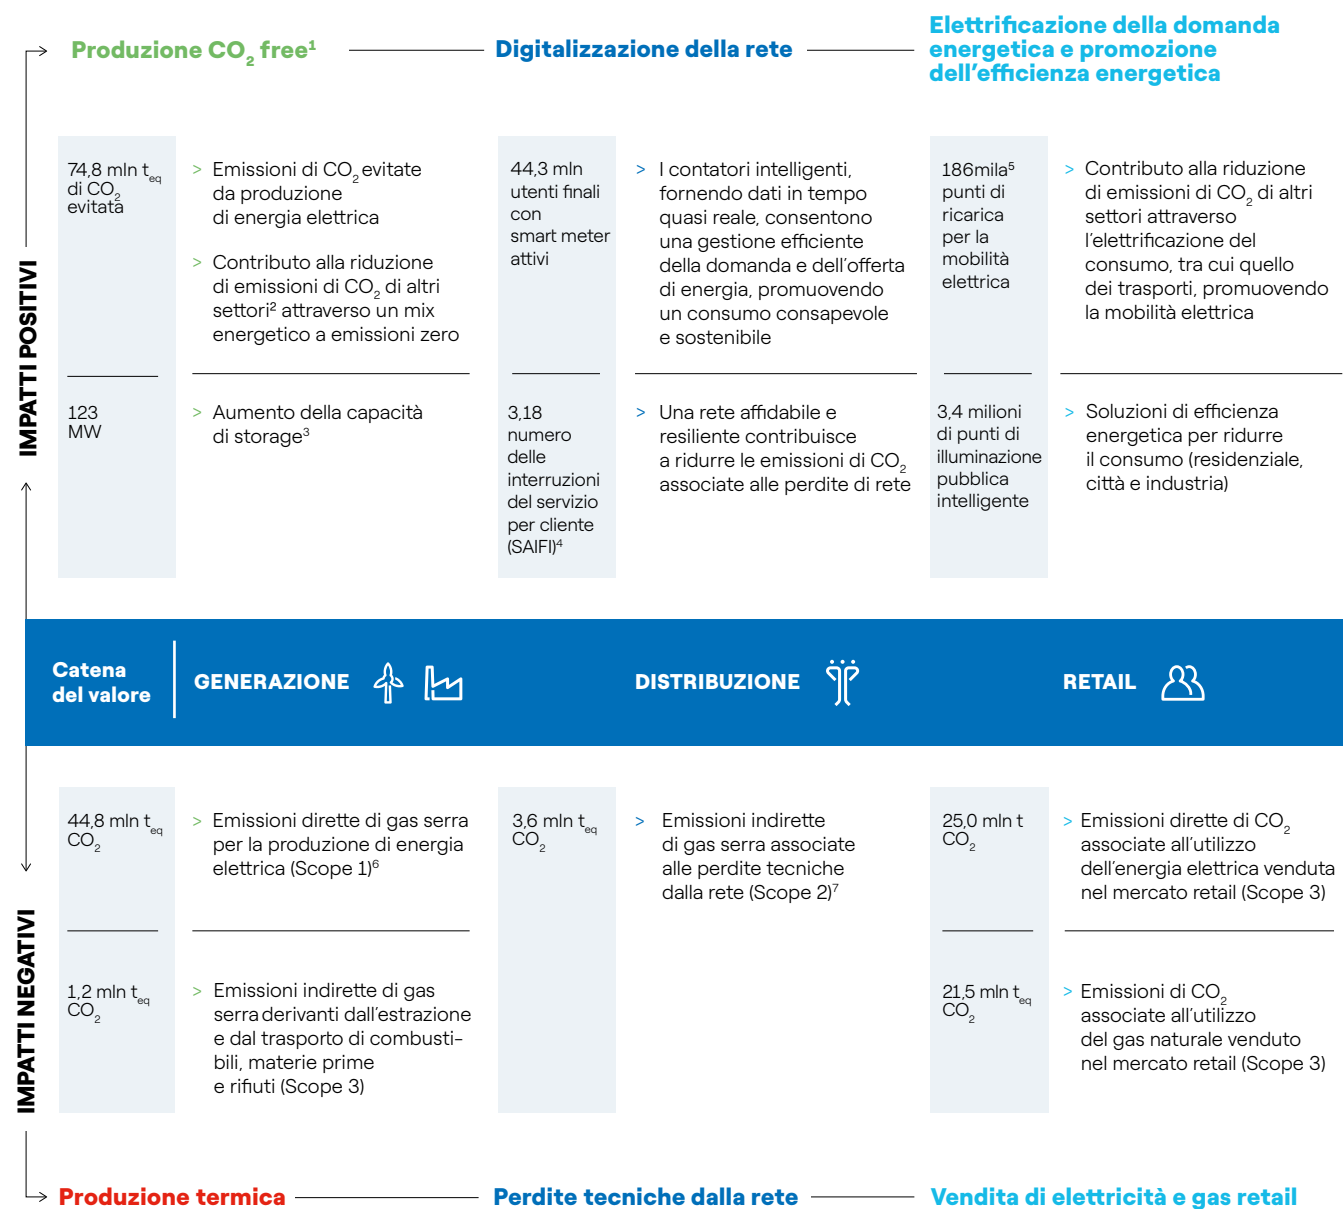 Produzione CO₂ free¹
Digitalizzazione della rete
Elettrificazione della domanda
energetica e promozione
dell'efficienza energetica
IMPATTI POSITIVI
74,8 mln teq
di CO₂
evitata
> Emissioni di CO₂ evitate
da produzione
di energia elettrica
> Contributo alla riduzione
di emissioni di CO₂ di altri
settori² attraverso un mix
energetico a emissioni zero
123
MW
> Aumento della capacità
di storage³
44,3 mln
utenti finali
con
smart meter
attivi
> I contatori intelligenti,
fornendo dati in tempo
quasi reale, consentono
una gestione efficiente
della domanda e dell'offerta
di energia, promuovendo
un consumo consapevole
e sostenibile
3,18
numero
delle
interruzioni
del servizio
per cliente
(SAIFI)⁴
> Una rete affidabile e
resiliente contribuisce
a ridurre le emissioni di CO₂
associate alle perdite di rete
186mila⁵
punti di
ricarica
per la
mobilità
elettrica
> Contributo alla riduzione
di emissioni di CO₂ di altri
settori attraverso
l'elettrificazione del
consumo, tra cui quello
dei trasporti, promuovendo
la mobilità elettrica
3,4 milioni
di punti di
illuminazione
pubblica
intelligente
> Soluzioni di efficienza
energetica per ridurre
il consumo (residenziale,
città e industria)
Catena
del valore
GENERAZIONE
DISTRIBUZIONE
RETAIL
IMPATTI NEGATIVI
44,8 mln teq
CO₂
> Emissioni dirette di gas serra
per la produzione di energia
elettrica (Scope 1)⁶
1,2 mln teq
CO₂
> Emissioni indirette di gas
serra derivanti dall'estrazione
e dal trasporto di combusti-
bili, materie prime
e rifiuti (Scope 3)
3,6 mln teq
CO₂
> Emissioni indirette
di gas serra associate
alle perdite tecniche
dalla rete (Scope 2)⁷
25,0 mln t
CO₂
> Emissioni dirette di CO₂
associate all'utilizzo
dell'energia elettrica venduta
nel mercato retail (Scope 3)
21,5 mln teq
CO₂
> Emissioni di CO₂
associate all'utilizzo
del gas naturale venduto
nel mercato retail (Scope 3)
Produzione termica
Perdite tecniche dalla rete
Vendita di elettricità e gas retail